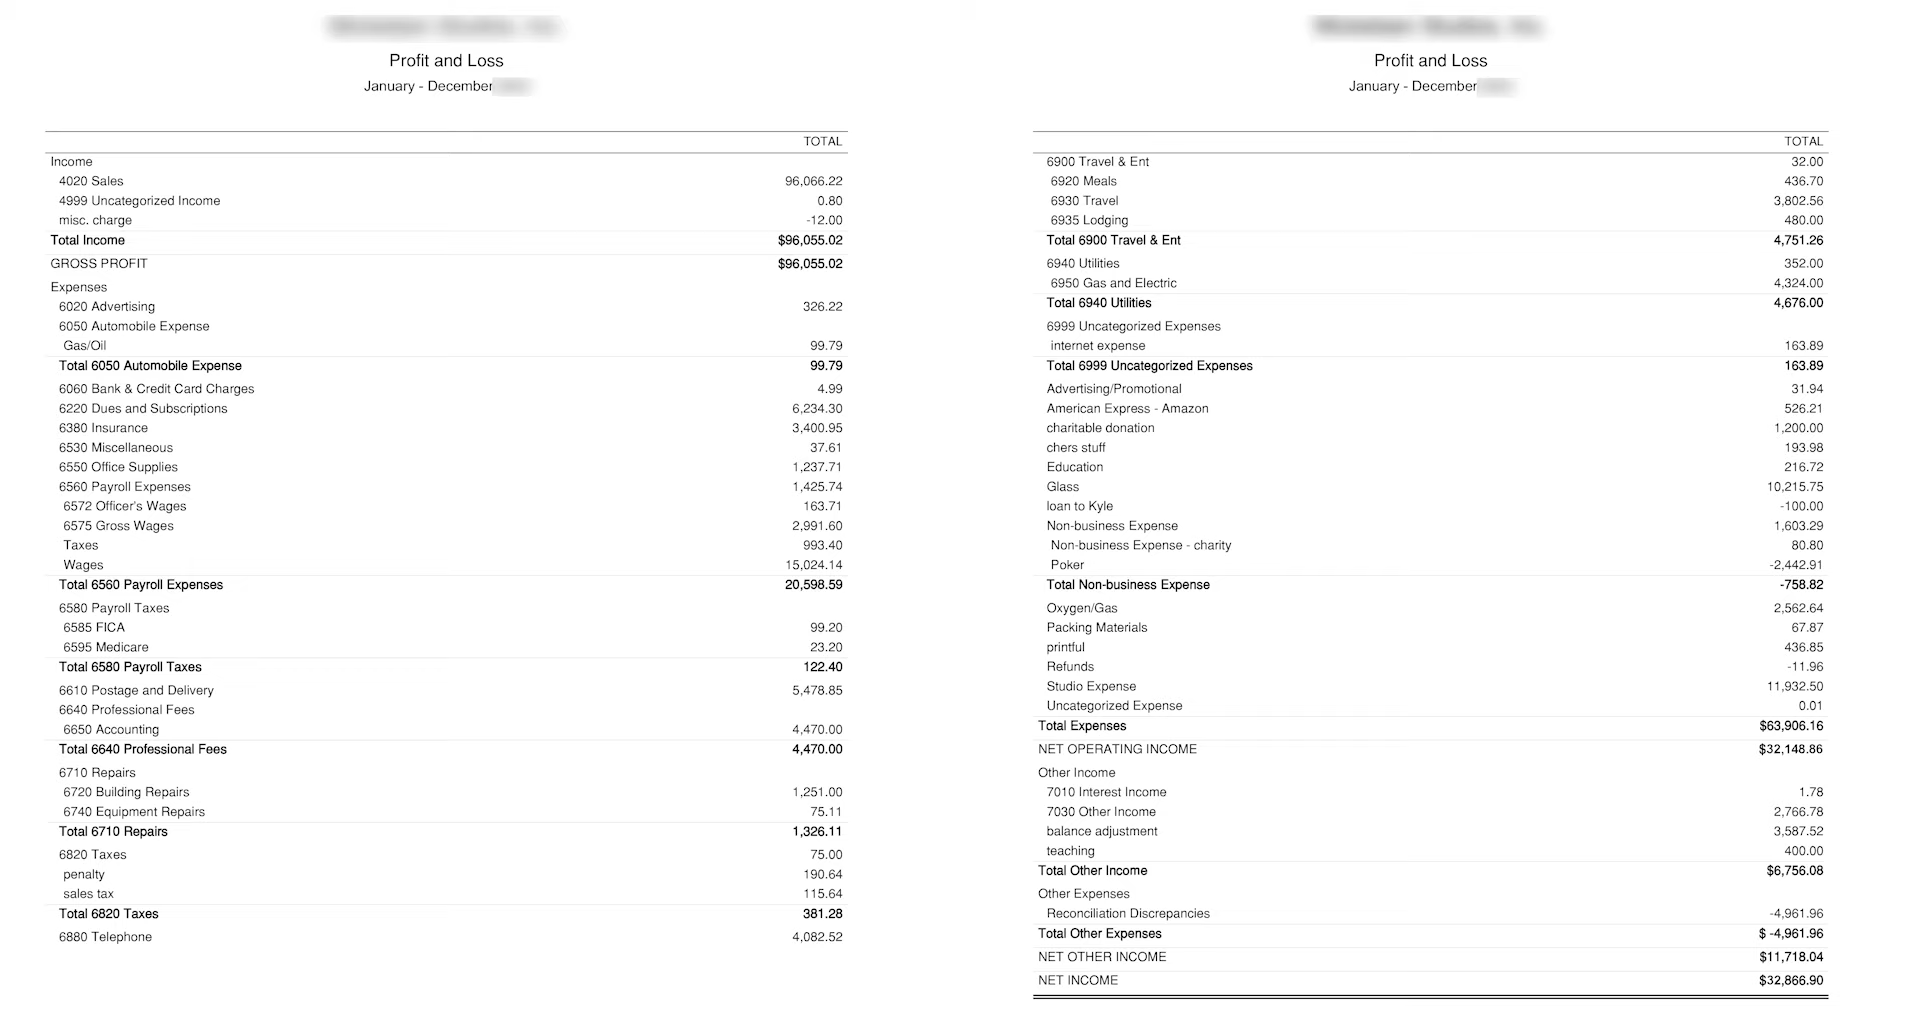 Profit and Loss
January - December
TOTAL
Income
4020 Sales 96,066.22
4999 Uncategorized Income 0.80
misc. charge -12.00
Total Income $96,055.02
GROSS PROFIT $96,055.02
Expenses
6020 Advertising 326.22
6050 Automobile Expense
Gas/Oil 99.79
Total 6050 Automobile Expense 99.79
6060 Bank & Credit Card Charges 4.99
6220 Dues and Subscriptions 6,234.30
6380 Insurance 3,400.95
6530 Miscellaneous 37.61
6550 Office Supplies 1,237.71
6560 Payroll Expenses 1,425.74
6572 Officer's Wages 163.71
6575 Gross Wages 2,991.60
Taxes 993.40
Wages 15,024.14
Total 6560 Payroll Expenses 20,598.59
6580 Payroll Taxes
6585 FICA 99.20
6595 Medicare 23.20
Total 6580 Payroll Taxes 122.40
6610 Postage and Delivery 5,478.85
6640 Professional Fees
6650 Accounting 4,470.00
Total 6640 Professional Fees 4,470.00
6710 Repairs
6720 Building Repairs 1,251.00
6740 Equipment Repairs 75.11
Total 6710 Repairs 1,326.11
6820 Taxes 75.00
penalty 190.64
sales tax 115.64
Total 6820 Taxes 381.28
6880 Telephone 4,082.52
Profit and Loss
January - December
TOTAL
6900 Travel & Ent 32.00
6920 Meals 436.70
6930 Travel 3,802.56
6935 Lodging 480.00
Total 6900 Travel & Ent 4,751.26
6940 Utilities 352.00
6950 Gas and Electric 4,324.00
Total 6940 Utilities 4,676.00
6999 Uncategorized Expenses
internet expense 163.89
Total 6999 Uncategorized Expenses 163.89
Advertising/Promotional 31.94
American Express - Amazon 526.21
charitable donation 1,200.00
chers stuff 193.98
Education 216.72
Glass 10,215.75
loan to Kyle -100.00
Non-business Expense 1,603.29
Non-business Expense - charity 80.80
Poker -2,442.91
Total Non-business Expense -758.82
Oxygen/Gas 2,562.64
Packing Materials 67.87
printful 436.85
Refunds -11.96
Studio Expense 11,932.50
Uncategorized Expense 0.01
Total Expenses $63,906.16
NET OPERATING INCOME $32,148.86
Other Income
7010 Interest Income 1.78
7030 Other Income 2,766.78
balance adjustment 3,587.52
teaching 400.00
Total Other Income $6,756.08
Other Expenses
Reconciliation Discrepancies -4,961.96
Total Other Expenses $ -4,961.96
NET OTHER INCOME $11,718.04
NET INCOME $32,866.90